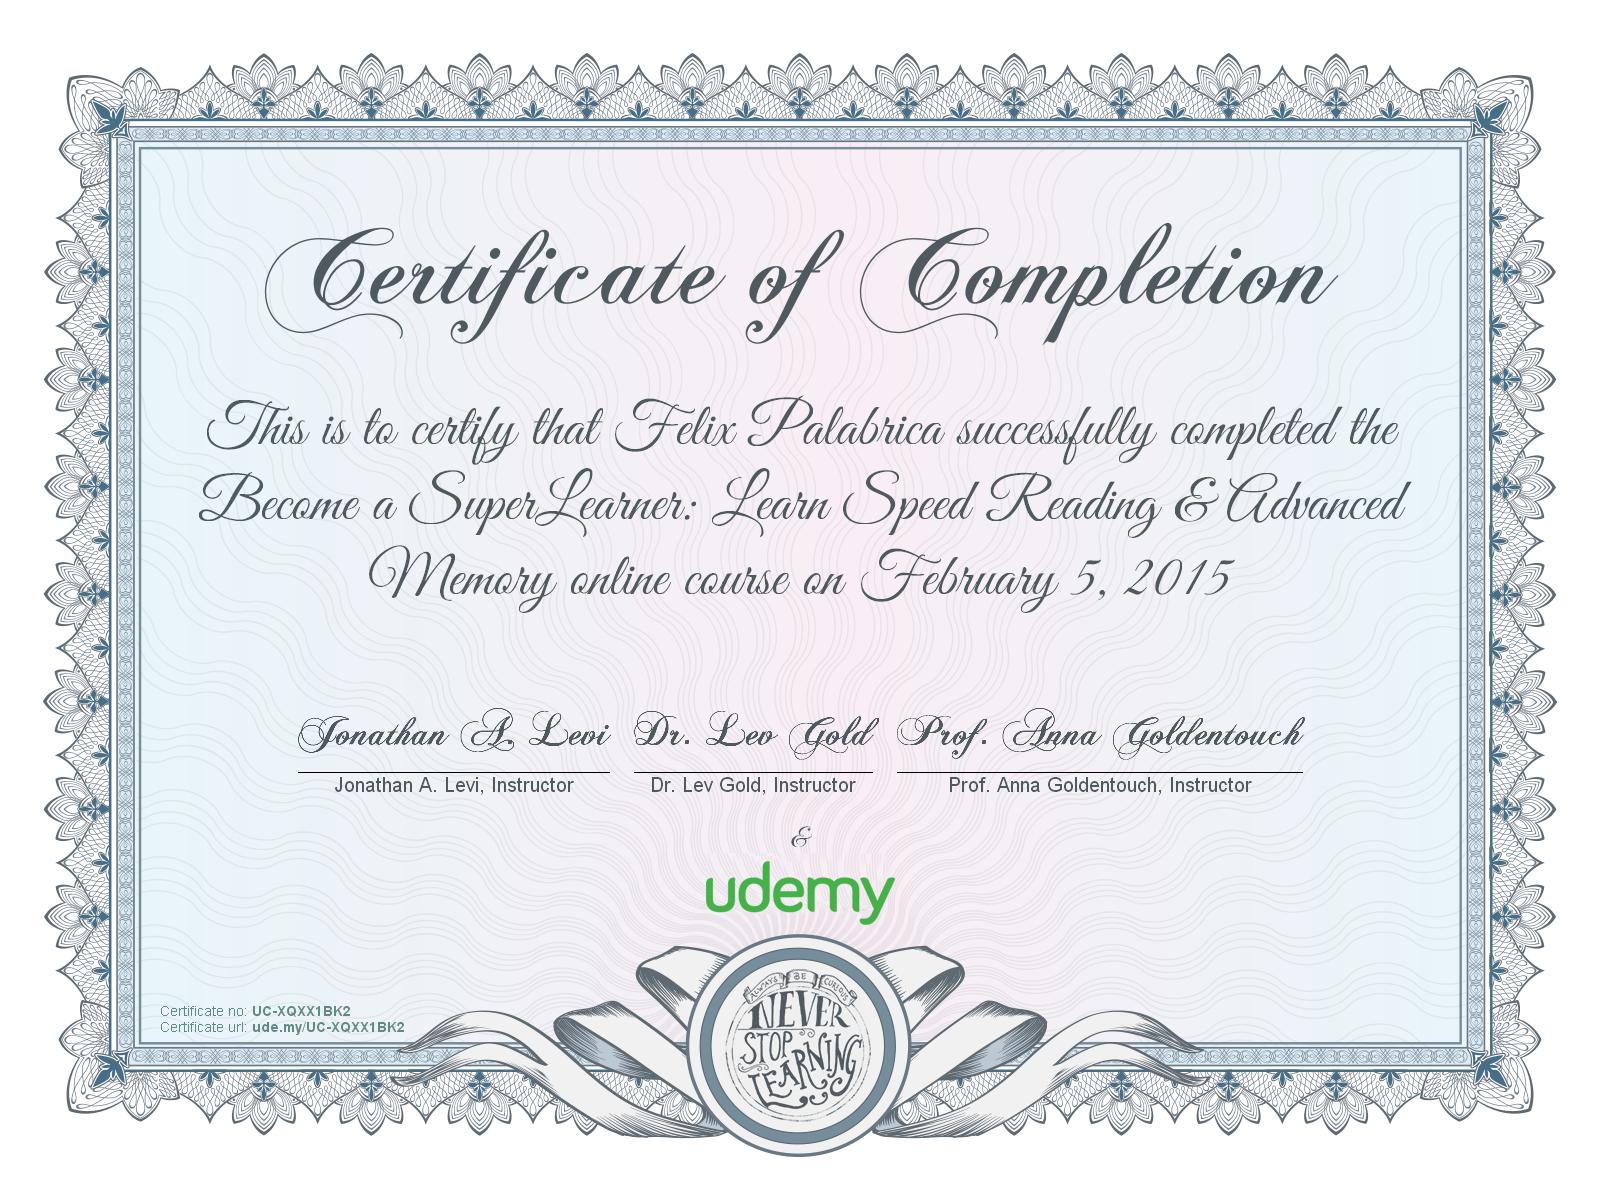 Certificate of Completion
This is to certify that Felix Palabrica successfully completed the
Become a SuperLearner: Learn Speed Reading & Advanced
Memory online course on February 5, 2015
Jonathan A. Levi Dr. Lev Gold Prof. Anna Goldentouch
Jonathan A. Levi, Instructor Dr. Lev Gold, Instructor Prof. Anna Goldentouch, Instructor
&
udemy
ALWAYS BE CURIOUS
NEVER
STOP
LEARNING
Certificate no: UC-XQXX1BK2
Certificate url: ude.my/UC-XQXX1BK2